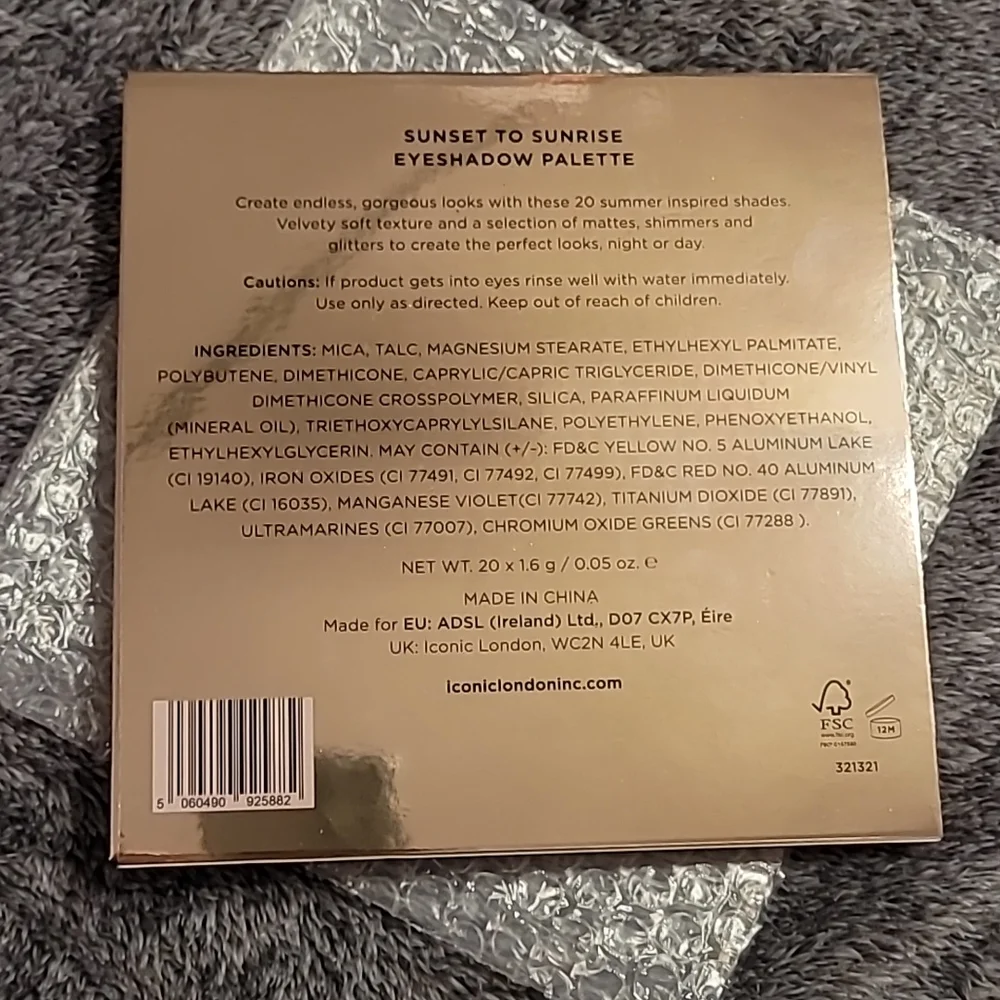 SUNSET TO SUNRISE
EYESHADOW PALETTE
Create endless, gorgeous looks with these 20 summer inspired shades.
Velvety soft texture and a selection of mattes, shimmers and
glitters to create the perfect looks, night or day.
Cautions: If product gets into eyes rinse well with water immediately.
Use only as directed. Keep out of reach of children.
INGREDIENTS: MICA, TALC, MAGNESIUM STEARATE, ETHYLHEXYL PALMITATE,
POLYBUTENE, DIMETHICONE, CAPRYLIC/CAPRIC TRIGLYCERIDE, DIMETHICONE/VINYL
DIMETHICONE CROSSPOLYMER, SILICA, PARAFFINUM LIQUIDUM
(MINERAL OIL), TRIETHOXYCAPRYLYLSILANE, POLYETHYLENE, PHENOXYETHANOL,
ETHYLHEXYLGLYCERIN. MAY CONTAIN (+/-): FD&C YELLOW NO. 5 ALUMINUM LAKE
(CI 19140), IRON OXIDES (CI 77491, CI 77492, CI 77499), FD&C RED NO. 40 ALUMINUM
LAKE (CI 16035), MANGANESE VIOLET(CI 77742), TITANIUM DIOXIDE (CI 77891),
ULTRAMARINES (CI 77007), CHROMIUM OXIDE GREENS (CI 77288 ).
NET WT. 20 x 1.6 g / 0.05 oz. ℮
MADE IN CHINA
Made for EU: ADSL (Ireland) Ltd., D07 CX7P, Éire
UK: Iconic London, WC2N 4LE, UK
iconiclondoninc.com
FSC
www.fsc.org
12M
321321
5 060490 925882